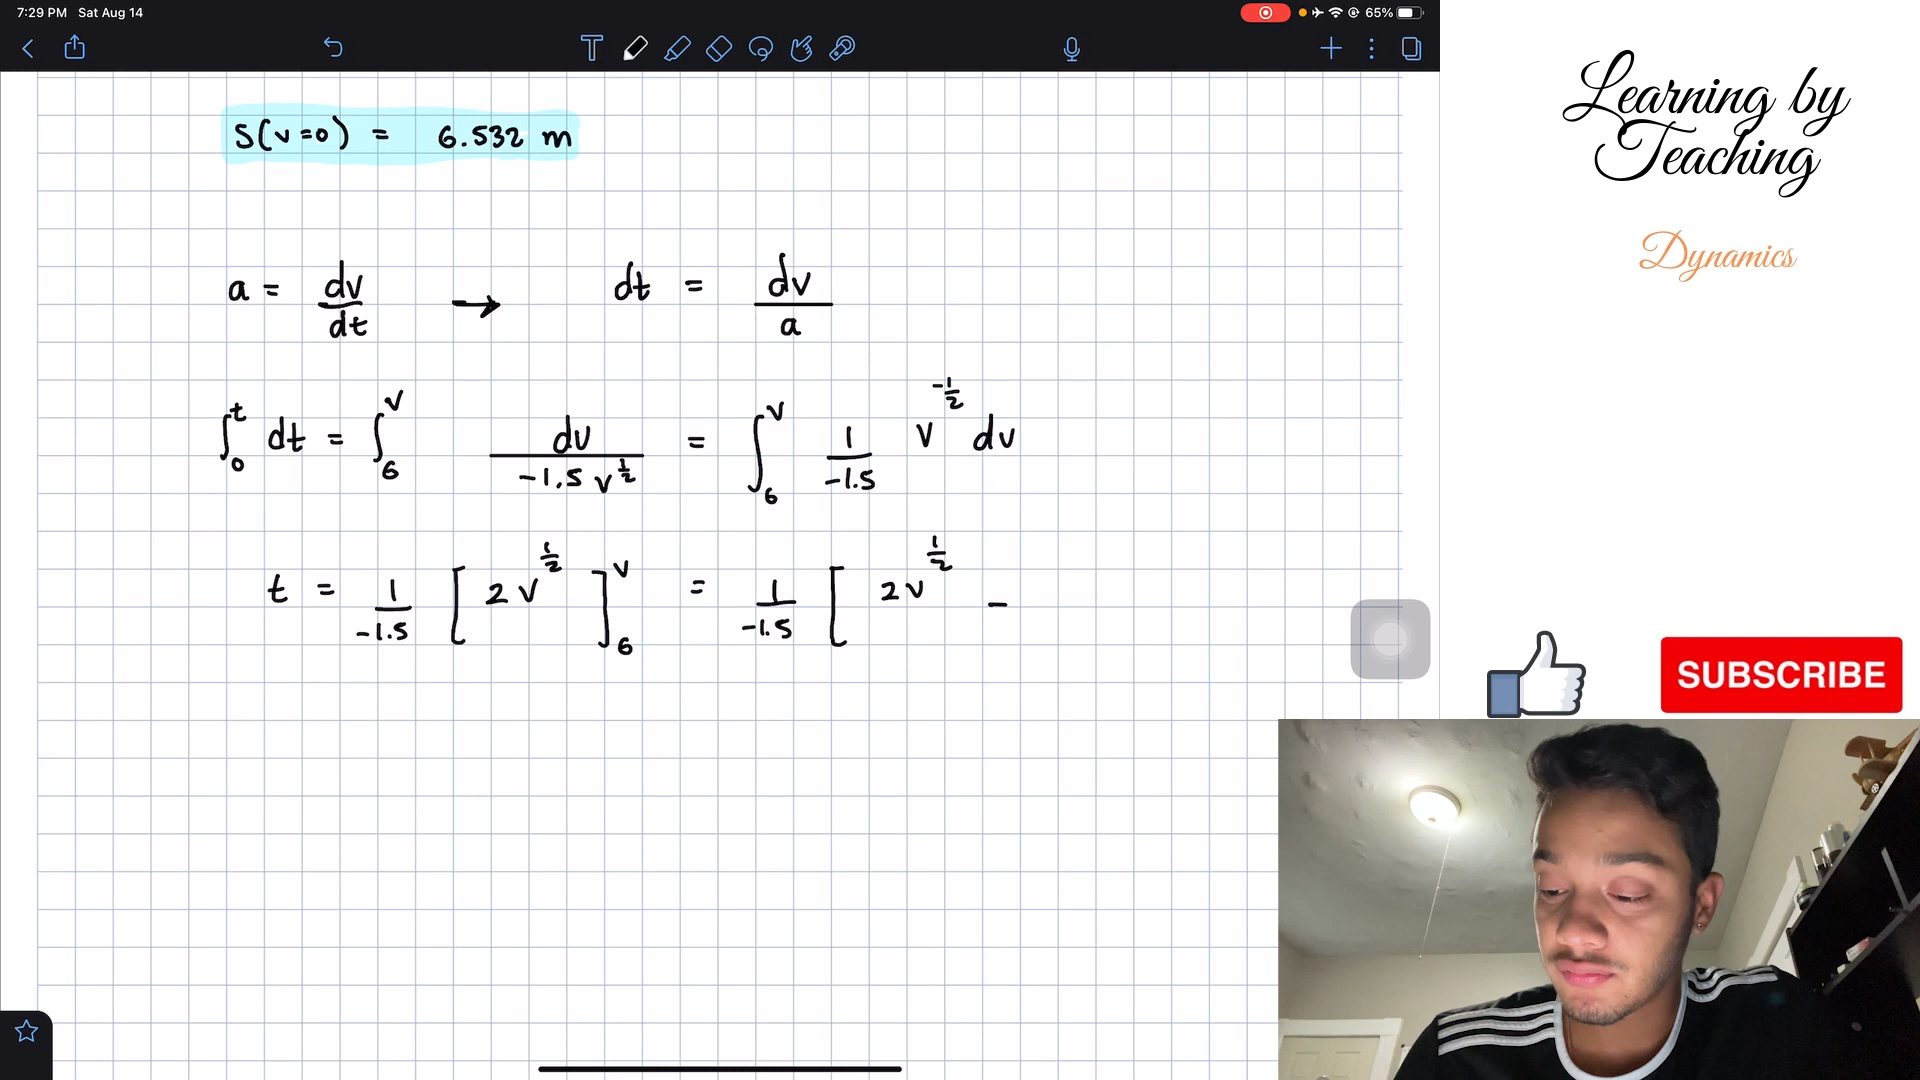 7:29 PM Sat Aug 14
65%
S(v=0) = 6.532 m
a = dv/dt → dt = dv/a
∫₀ᵗ dt = ∫₆ᵛ dv/(-1.5 v^(1/2)) = ∫₆ᵛ 1/(-1.5) v^(-1/2) dv
t = 1/(-1.5) [2v^(1/2)]₆ᵛ = 1/(-1.5) [2v^(1/2) -
Learning by
Teaching
Dynamics
SUBSCRIBE